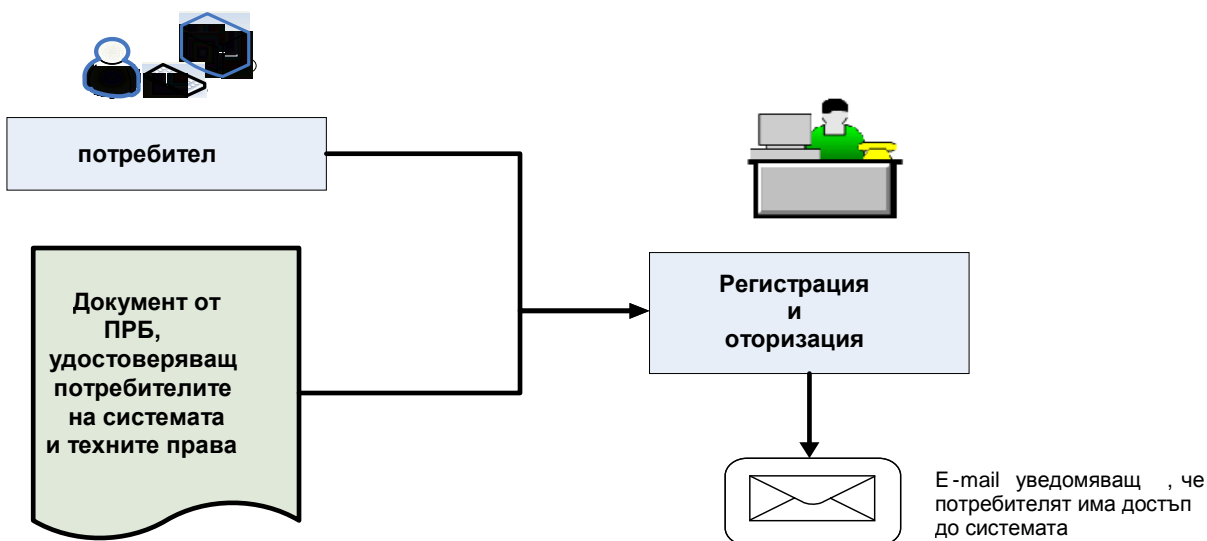 потребител
Документ от
ПРБ,
удостоверяващ
потребителите
на системата
и техните права
Регистрация
и
оторизация
E-mail уведомяващ , че
потребителят има достъп
до системата